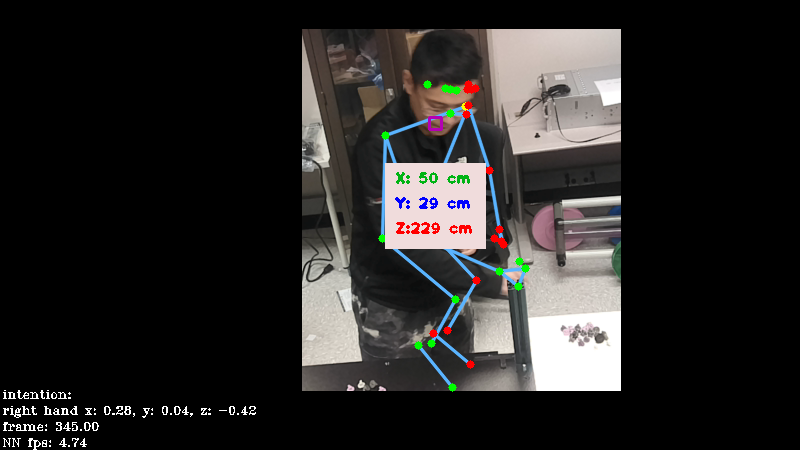 X: 50 cm
Y: 29 cm
Z:229 cm
intention:
right hand x: 0.28, y: 0.04, z: -0.42
frame: 345.00
NN fps: 4.74